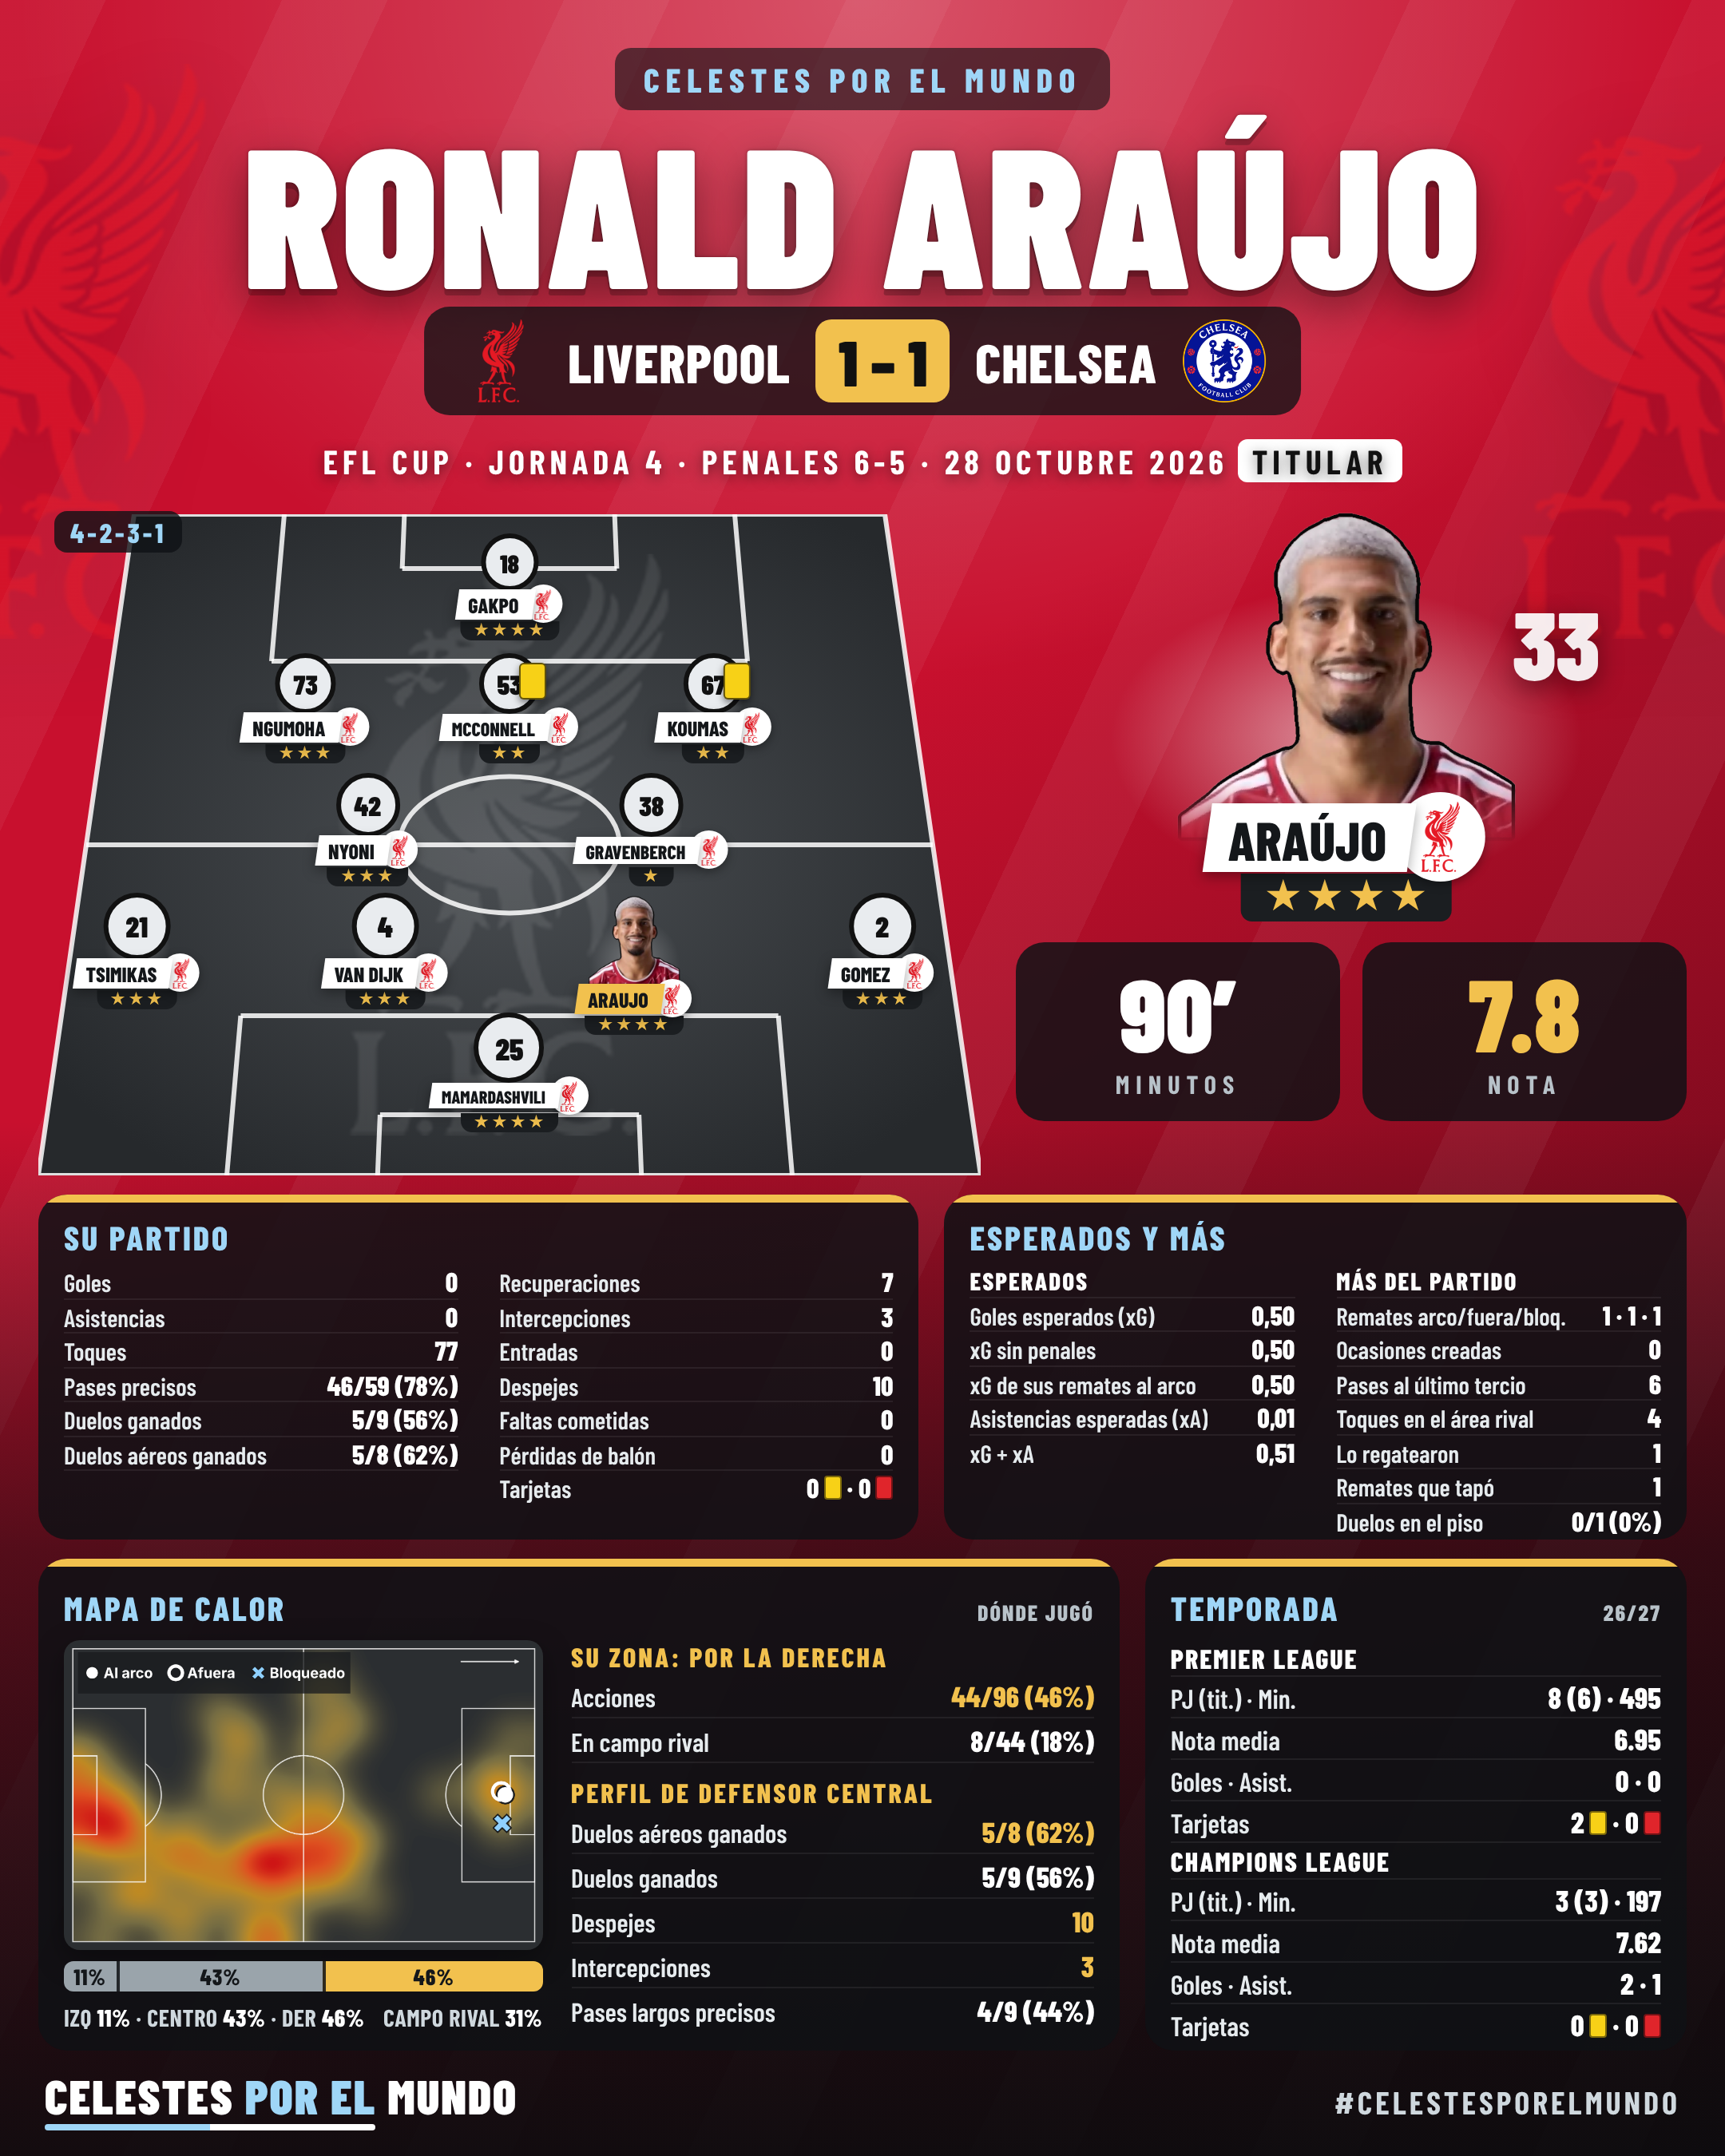 CELESTES POR EL MUNDO
RONALD ARAÚJO
L.F.C.
LIVERPOOL
1 - 1
CHELSEA
CHELSEA
FOOTBALL CLUB
EFL CUP · JORNADA 4 · PENALES 6-5 · 28 OCTUBRE 2026
TITULAR
4-2-3-1
18
GAKPO
73
NGUMOHA
53
MCCONNELL
67
KOUMAS
42
NYONI
38
GRAVENBERCH
21
TSIMIKAS
4
VAN DIJK
ARAUJO
2
GOMEZ
25
MAMARDASHVILI
33
ARAÚJO
L.F.C.
90'
MINUTOS
7.8
NOTA
SU PARTIDO
Goles 0
Asistencias 0
Toques 77
Pases precisos 46/59 (78%)
Duelos ganados 5/9 (56%)
Duelos aéreos ganados 5/8 (62%)
Recuperaciones 7
Intercepciones 3
Entradas 0
Despejes 10
Faltas cometidas 0
Pérdidas de balón 0
Tarjetas 0 · 0
ESPERADOS Y MÁS
ESPERADOS
Goles esperados (xG) 0,50
xG sin penales 0,50
xG de sus remates al arco 0,50
Asistencias esperadas (xA) 0,01
xG + xA 0,51
MÁS DEL PARTIDO
Remates arco/fuera/bloq. 1 · 1 · 1
Ocasiones creadas 0
Pases al último tercio 6
Toques en el área rival 4
Lo regatearon 1
Remates que tapó 1
Duelos en el piso 0/1 (0%)
MAPA DE CALOR
DÓNDE JUGÓ
Al arco Afuera Bloqueado
11% 43% 46%
IZQ 11% · CENTRO 43% · DER 46% CAMPO RIVAL 31%
SU ZONA: POR LA DERECHA
Acciones 44/96 (46%)
En campo rival 8/44 (18%)
PERFIL DE DEFENSOR CENTRAL
Duelos aéreos ganados 5/8 (62%)
Duelos ganados 5/9 (56%)
Despejes 10
Intercepciones 3
Pases largos precisos 4/9 (44%)
TEMPORADA
26/27
PREMIER LEAGUE
PJ (tit.) · Min. 8 (6) · 495
Nota media 6.95
Goles · Asist. 0 · 0
Tarjetas 2 · 0
CHAMPIONS LEAGUE
PJ (tit.) · Min. 3 (3) · 197
Nota media 7.62
Goles · Asist. 2 · 1
Tarjetas 0 · 0
CELESTES POR EL MUNDO
#CELESTESPORELMUNDO